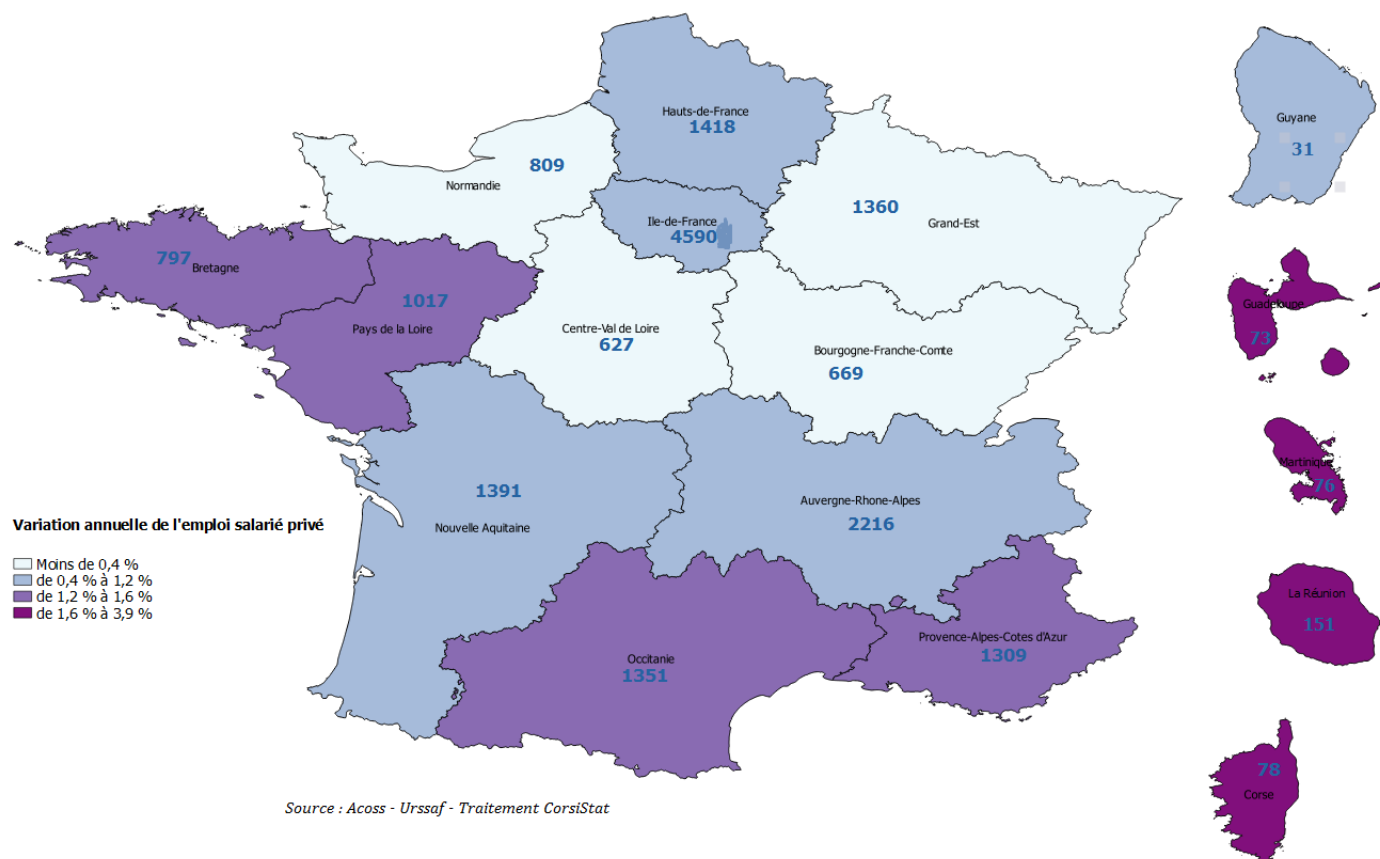 Hauts-de-France
1418
Guyane
31
809
Normandie
1360
Grand-Est
Ile-de-France
4590
797
Bretagne
1017
Pays de la Loire
Centre-Val de Loire
627
Bourgogne-Franche-Comte
669
Guadeloupe
73
Martinique
76
1391
Nouvelle Aquitaine
Auvergne-Rhone-Alpes
2216
Variation annuelle de l'emploi salarié privé
Moins de 0,4 %
de 0,4 % à 1,2 %
de 1,2 % à 1,6 %
de 1,6 % à 3,9 %
La Réunion
151
Provence-Alpes-Cotes d'Azur
1309
Occitanie
1351
78
Corse
Source : Acoss - Urssaf - Traitement CorsiStat